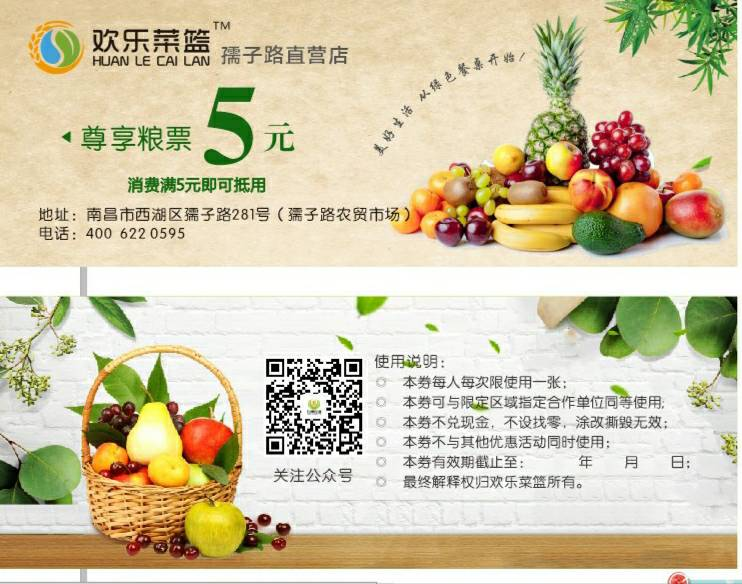 欢乐菜篮™ 孺子路直营店
HUAN LE CAI LAN
美好生活 从绿色餐桌开始!
尊享粮票 5元
消费满5元即可抵用
地址：南昌市西湖区孺子路281号（孺子路农贸市场）
电话：400 622 0595
使用说明：
◎ 本券每人每次限使用一张；
◎ 本券可与限定区域指定合作单位同等使用；
◎ 本券不兑现金，不设找零，涂改撕毁无效；
◎ 本券不与其他优惠活动同时使用；
◎ 本券有效期截止至： 年 月 日；
◎ 最终解释权归欢乐菜篮所有。
关注公众号